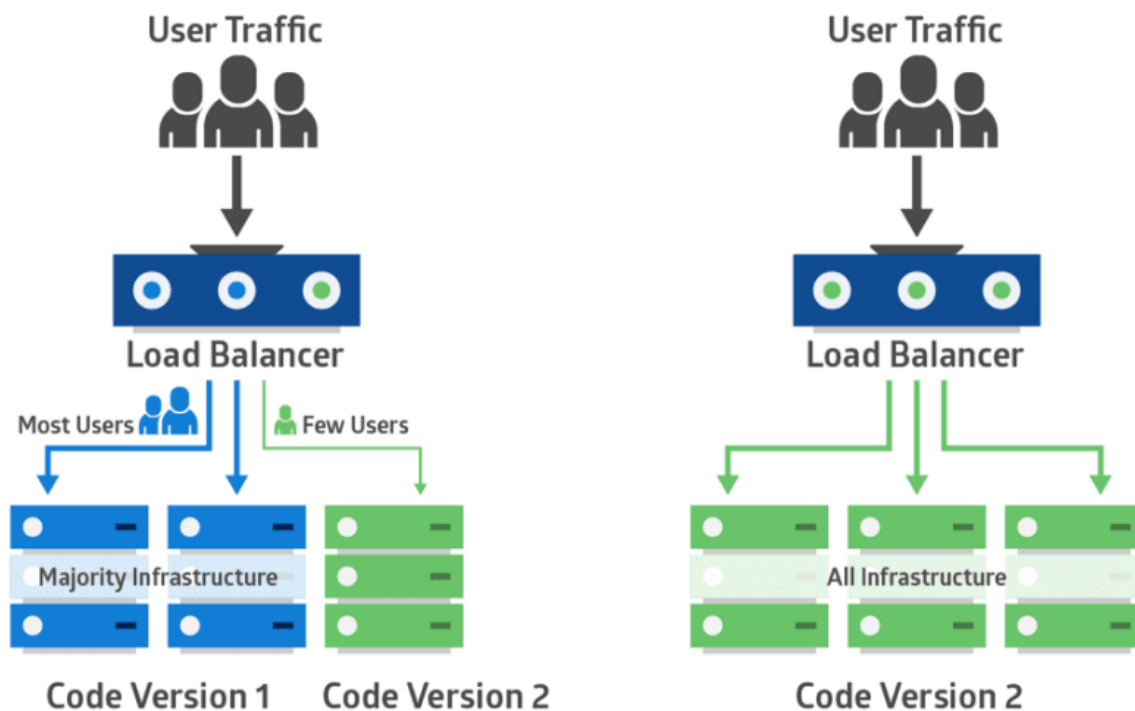 User Traffic
User Traffic
Load Balancer
Load Balancer
Most Users
Few Users
Majority Infrastructure
All Infrastructure
Code Version 1
Code Version 2
Code Version 2